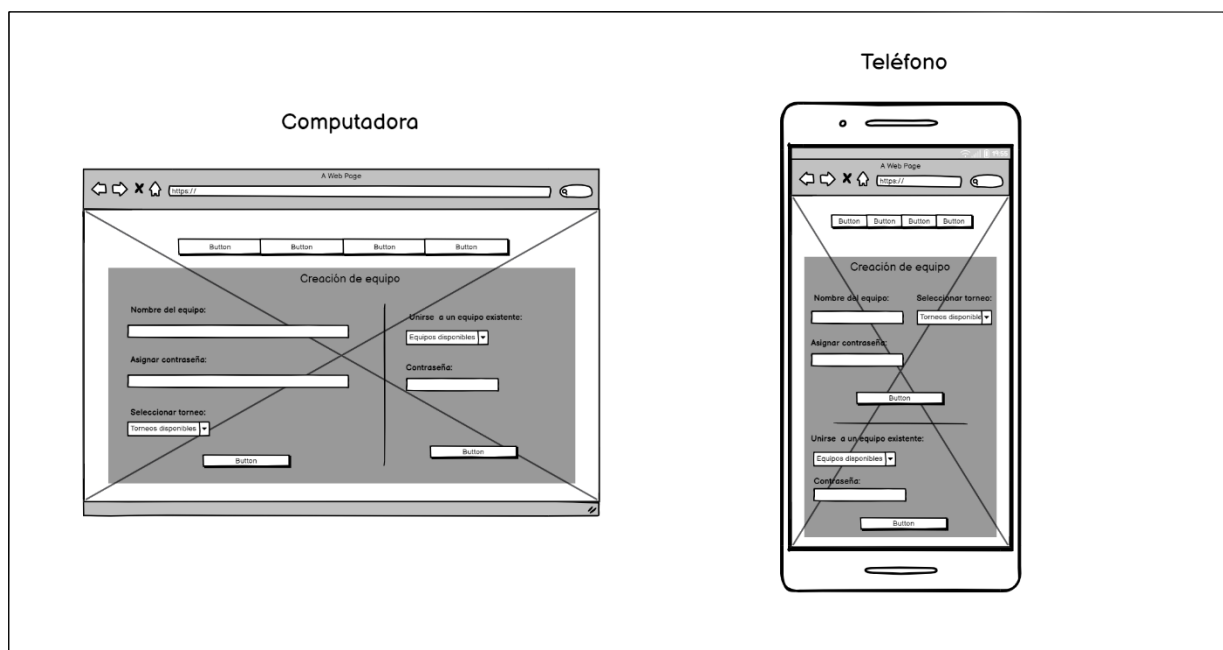 Teléfono
Computadora
A Web Page
https://
Button Button Button Button
Creación de equipo
Nombre del equipo:
Asignar contraseña:
Seleccionar torneo:
Torneos disponibles
Button
Unirse a un equipo existente:
Equipos disponibles
Contraseña:
Button
19:55
A Web Page
https://
Button Button Button Button
Creación de equipo
Nombre del equipo: Seleccionar torneo:
Torneos disponible
Asignar contraseña:
Button
Unirse a un equipo existente:
Equipos disponibles
Contraseña:
Button